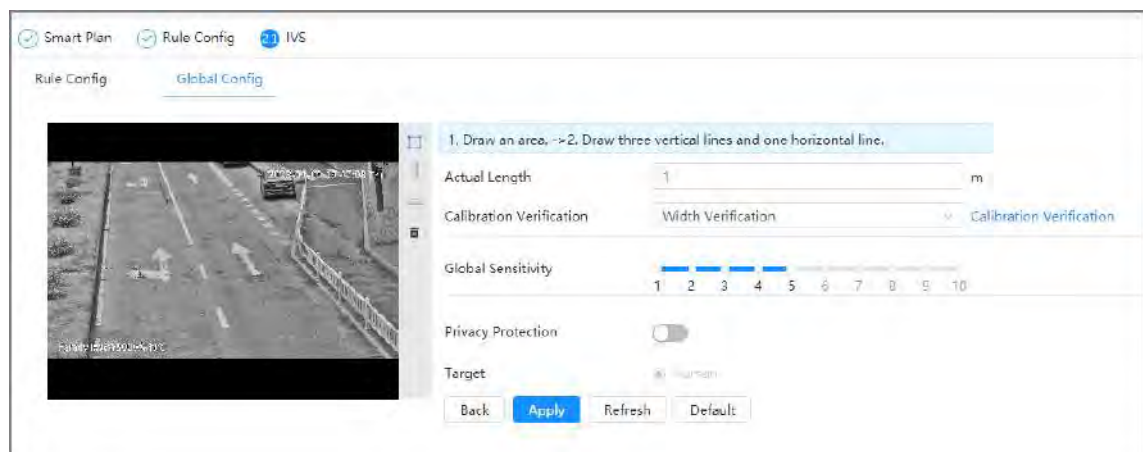 Smart Plan Rule Config 2.1 IVS
Rule Config Global Config
1. Draw an area. ->2. Draw three vertical lines and one horizontal line.
Actual Length 1 m
Calibration Verification Width Verification Calibration Verification
Global Sensitivity
1 2 3 4 5 6 7 8 9 10
Privacy Protection
Target Human
Back Apply Refresh Default